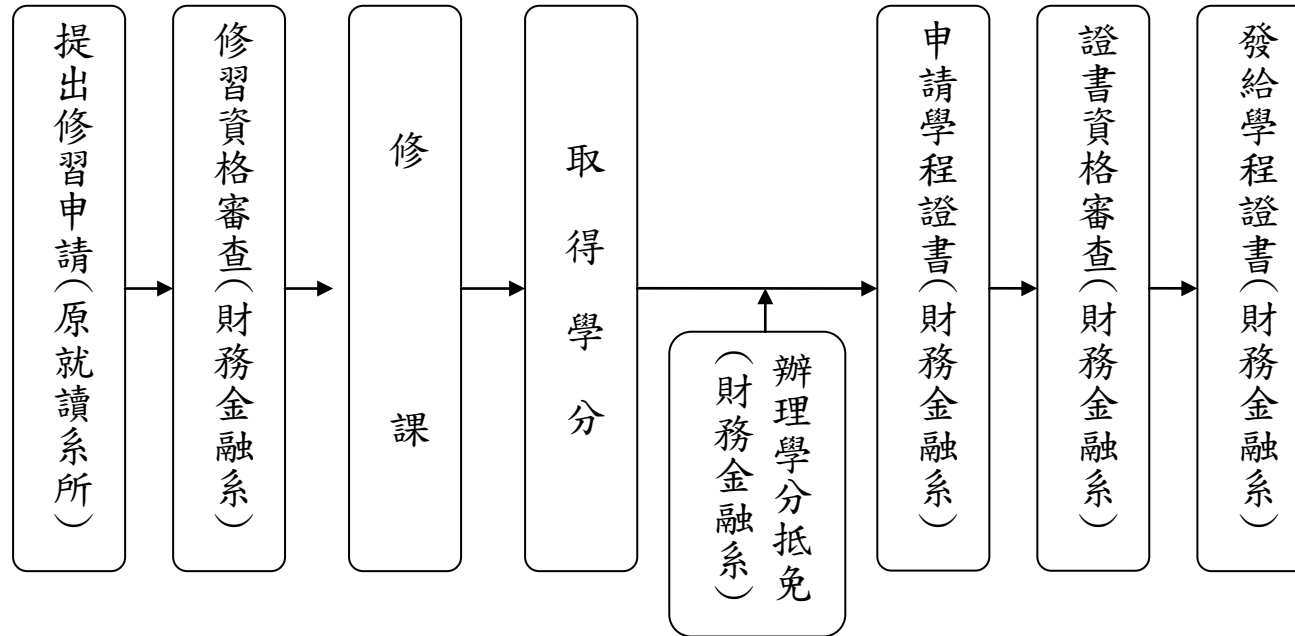 提出修習申請(原就讀系所)
修習資格審查(財務金融系)
修課
取得學分
辦理學分抵免
(財務金融系)
申請學程證書(財務金融系)
證書資格審查(財務金融系)
發給學程證書(財務金融系)